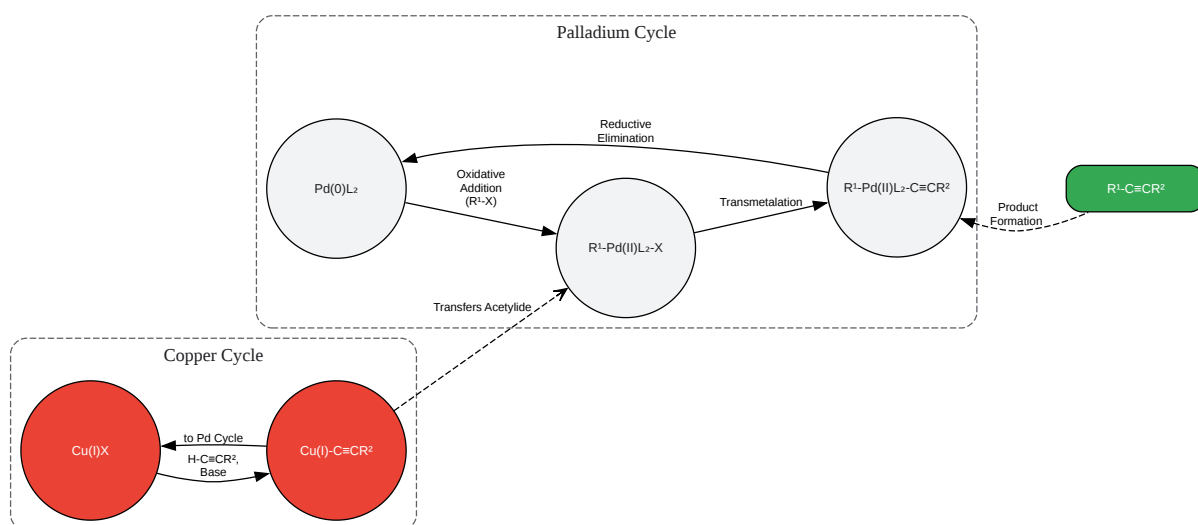 Palladium Cycle
Reductive
Elimination
Oxidative
Addition
(R¹-X)
Pd(0)L₂
R¹-Pd(II)L₂-C≡CR²
R¹-C≡CR²
Transmetalation
Product
Formation
R¹-Pd(II)L₂-X
Transfers Acetylide
Copper Cycle
to Pd Cycle
Cu(I)X
Cu(I)-C≡CR²
H-C≡CR²,
Base